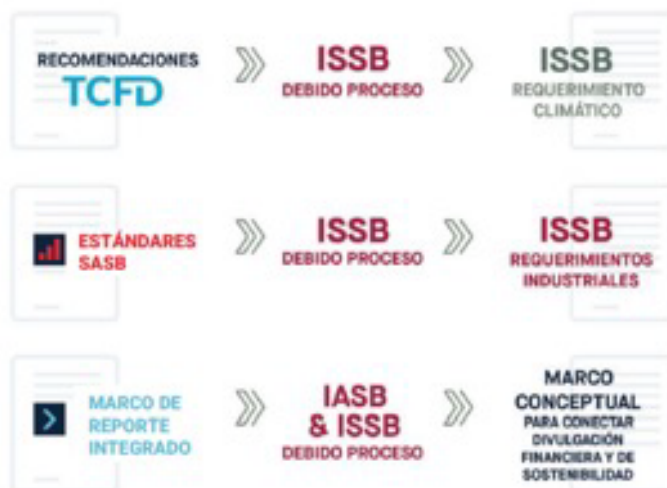 RECOMENDACIONES
TCFD
ISSB
DEBIDO PROCESO
ISSB
REQUERIMIENTO
CLIMÁTICO
ESTÁNDARES
SASB
ISSB
DEBIDO PROCESO
ISSB
REQUERIMIENTOS
INDUSTRIALES
MARCO DE
REPORTE
INTEGRADO
IASB
& ISSB
DEBIDO PROCESO
MARCO
CONCEPTUAL
PARA CONECTAR
DIVULGACIÓN
FINANCIERA Y DE
SOSTENIBILIDAD